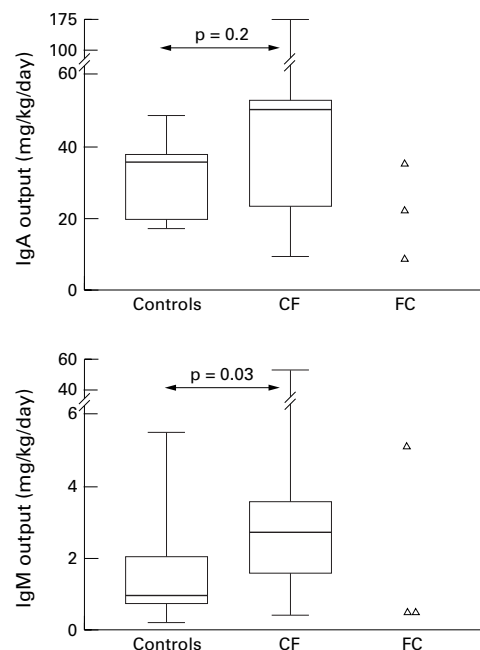 175
p = 0.2
100
60
40
20
0
IgA output (mg/kg/day)
Controls CF FC
60
p = 0.03
40
6
4
2
0
IgM output (mg/kg/day)
Controls CF FC